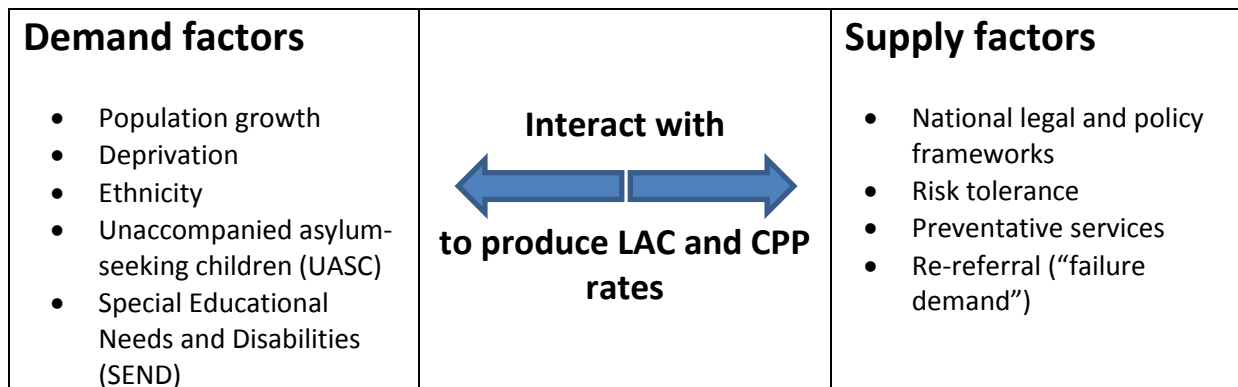 Demand factors
• Population growth
• Deprivation
• Ethnicity
• Unaccompanied asylum-
seeking children (UASC)
• Special Educational
Needs and Disabilities
(SEND)
Interact with
to produce LAC and CPP
rates
Supply factors
• National legal and policy
frameworks
• Risk tolerance
• Preventative services
• Re-referral (“failure
demand”)